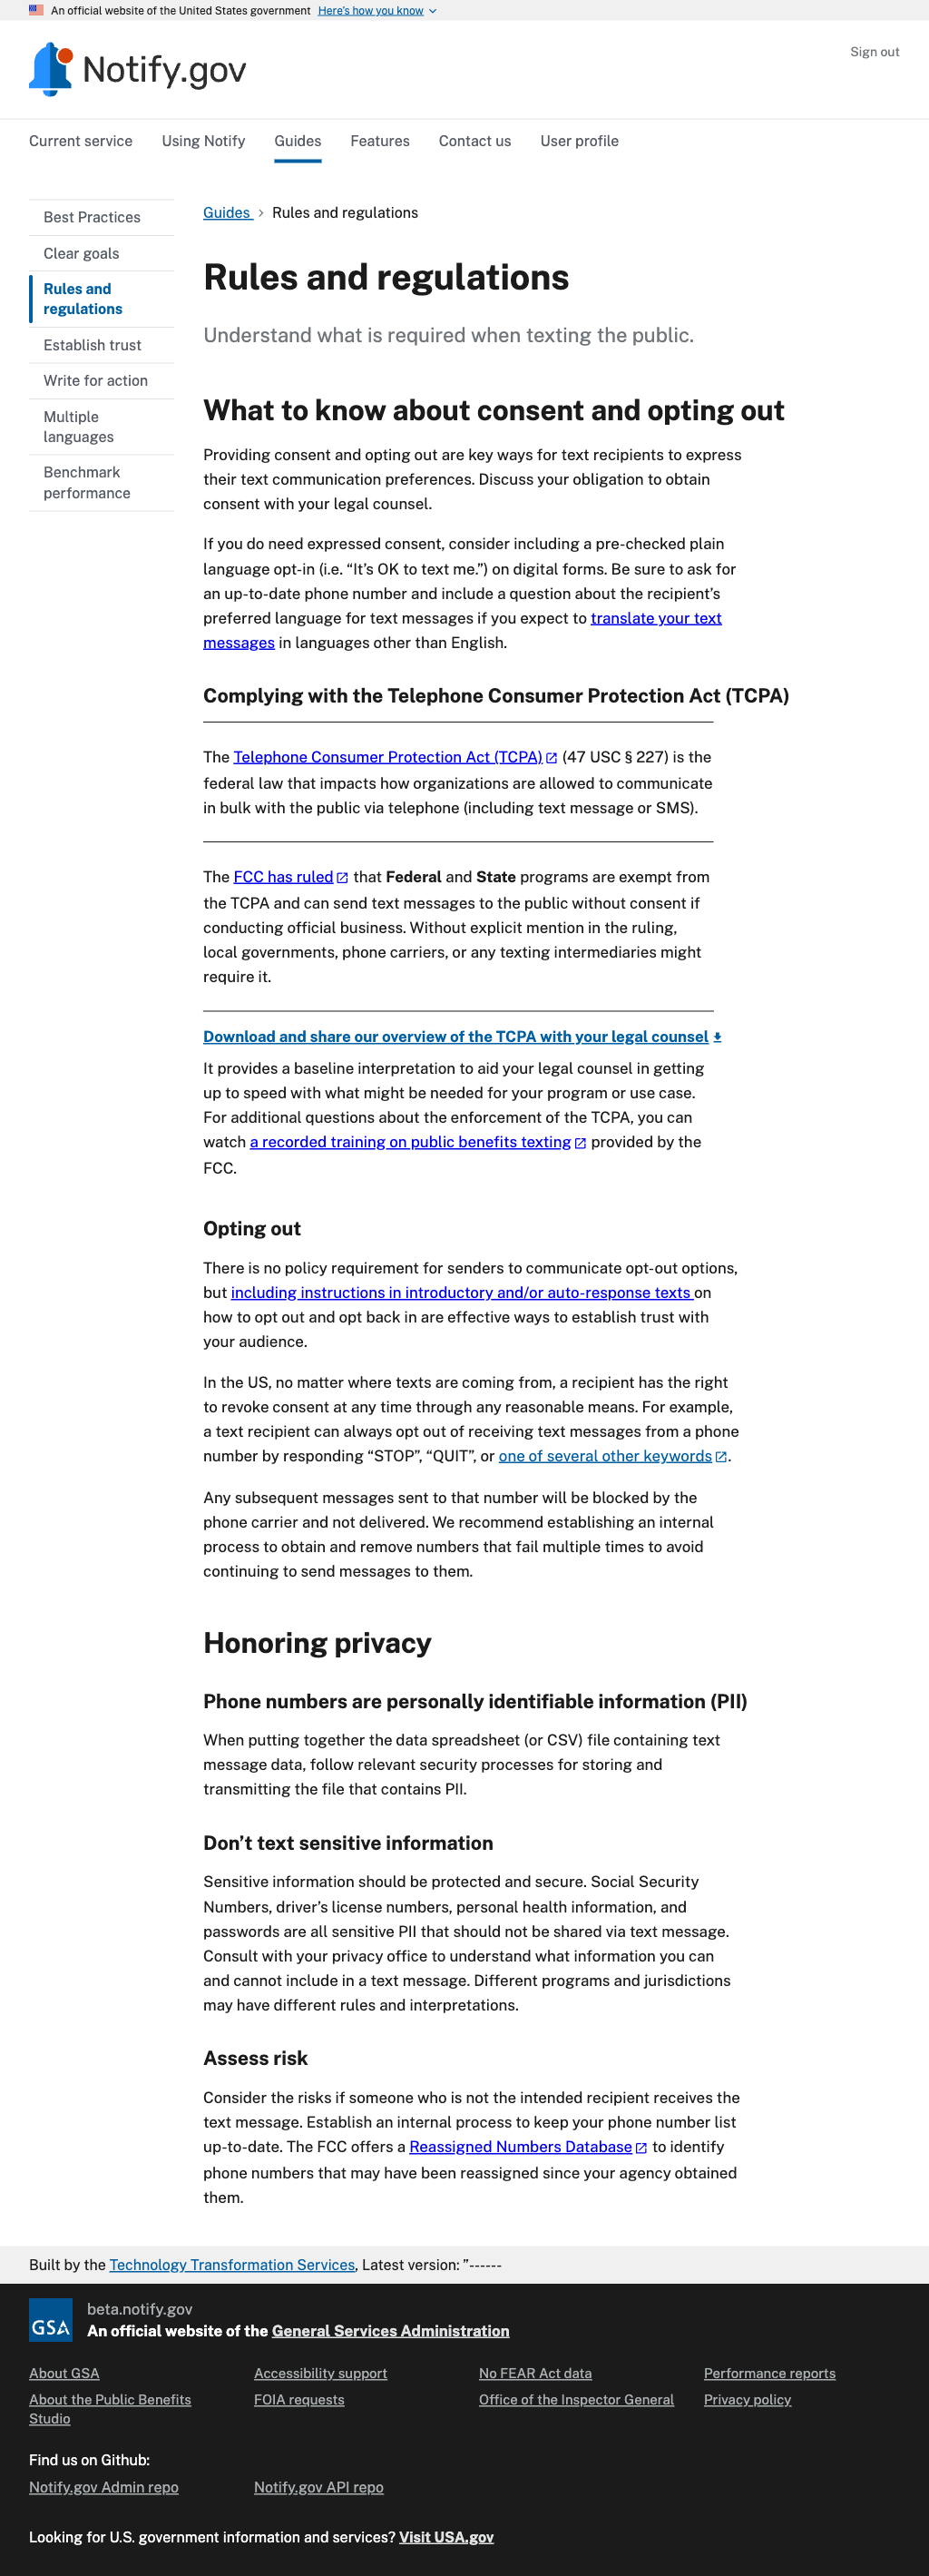 An official website of the United States government Here's how you know
Notify.gov
Sign out
Current service Using Notify Guides Features Contact us User profile
Best Practices
Clear goals
Rules and
regulations
Establish trust
Write for action
Multiple
languages
Benchmark
performance
Guides > Rules and regulations
Rules and regulations
Understand what is required when texting the public.
What to know about consent and opting out
Providing consent and opting out are key ways for text recipients to express
their text communication preferences. Discuss your obligation to obtain
consent with your legal counsel.
If you do need expressed consent, consider including a pre-checked plain
language opt-in (i.e. “It’s OK to text me.”) on digital forms. Be sure to ask for
an up-to-date phone number and include a question about the recipient’s
preferred language for text messages if you expect to translate your text
messages in languages other than English.
Complying with the Telephone Consumer Protection Act (TCPA)
The Telephone Consumer Protection Act (TCPA) (47 USC § 227) is the
federal law that impacts how organizations are allowed to communicate
in bulk with the public via telephone (including text message or SMS).
The FCC has ruled that Federal and State programs are exempt from
the TCPA and can send text messages to the public without consent if
conducting official business. Without explicit mention in the ruling,
local governments, phone carriers, or any texting intermediaries might
require it.
Download and share our overview of the TCPA with your legal counsel
It provides a baseline interpretation to aid your legal counsel in getting
up to speed with what might be needed for your program or use case.
For additional questions about the enforcement of the TCPA, you can
watch a recorded training on public benefits texting provided by the
FCC.
Opting out
There is no policy requirement for senders to communicate opt-out options,
but including instructions in introductory and/or auto-response texts on
how to opt out and opt back in are effective ways to establish trust with
your audience.
In the US, no matter where texts are coming from, a recipient has the right
to revoke consent at any time through any reasonable means. For example,
a text recipient can always opt out of receiving text messages from a phone
number by responding “STOP”, “QUIT”, or one of several other keywords.
Any subsequent messages sent to that number will be blocked by the
phone carrier and not delivered. We recommend establishing an internal
process to obtain and remove numbers that fail multiple times to avoid
continuing to send messages to them.
Honoring privacy
Phone numbers are personally identifiable information (PII)
When putting together the data spreadsheet (or CSV) file containing text
message data, follow relevant security processes for storing and
transmitting the file that contains PII.
Don’t text sensitive information
Sensitive information should be protected and secure. Social Security
Numbers, driver’s license numbers, personal health information, and
passwords are all sensitive PII that should not be shared via text message.
Consult with your privacy office to understand what information you can
and cannot include in a text message. Different programs and jurisdictions
may have different rules and interpretations.
Assess risk
Consider the risks if someone who is not the intended recipient receives the
text message. Establish an internal process to keep your phone number list
up-to-date. The FCC offers a Reassigned Numbers Database to identify
phone numbers that may have been reassigned since your agency obtained
them.
Built by the Technology Transformation Services, Latest version: ”------
GSA
beta.notify.gov
An official website of the General Services Administration
About GSA Accessibility support No FEAR Act data Performance reports
About the Public Benefits
Studio
FOIA requests Office of the Inspector General Privacy policy
Find us on Github:
Notify.gov Admin repo Notify.gov API repo
Looking for U.S. government information and services? Visit USA.gov